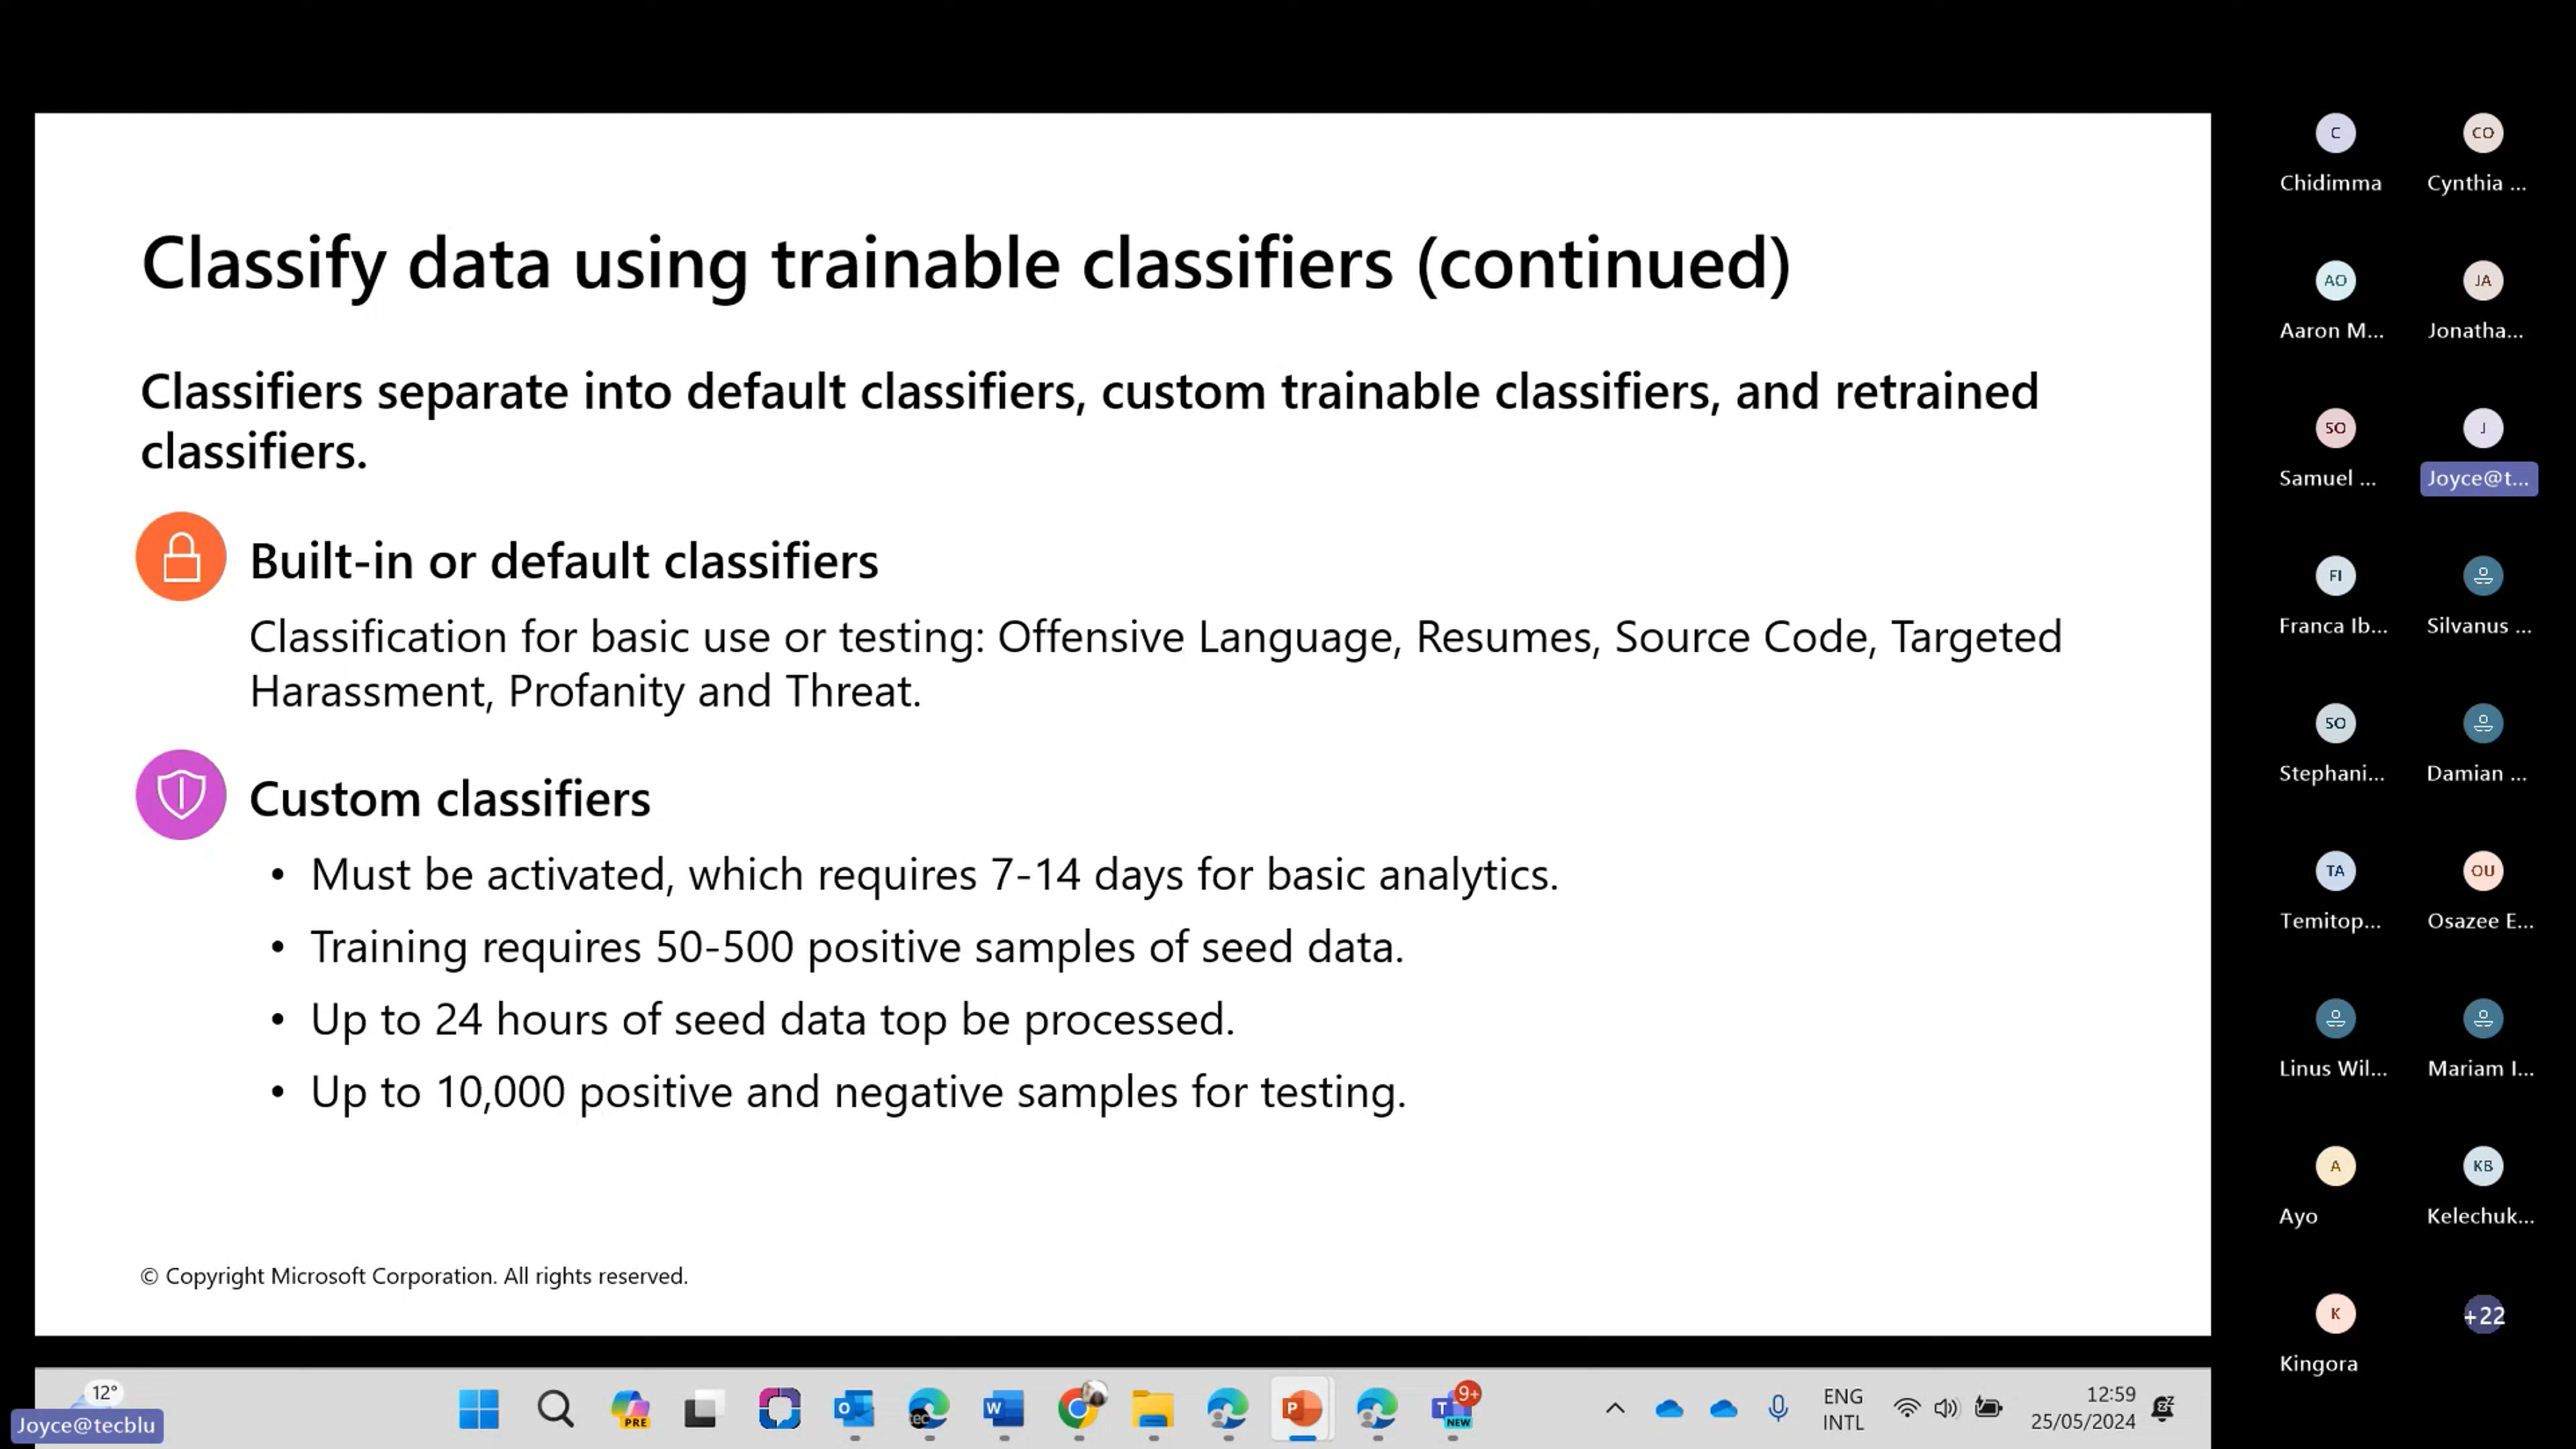 Classify data using trainable classifiers (continued)
Classifiers separate into default classifiers, custom trainable classifiers, and retrained
classifiers.
Built-in or default classifiers
Classification for basic use or testing: Offensive Language, Resumes, Source Code, Targeted
Harassment, Profanity and Threat.
Custom classifiers
• Must be activated, which requires 7-14 days for basic analytics.
• Training requires 50-500 positive samples of seed data.
• Up to 24 hours of seed data top be processed.
• Up to 10,000 positive and negative samples for testing.
© Copyright Microsoft Corporation. All rights reserved.
C CO
Chidimma Cynthia ...
AO JA
Aaron M... Jonatha...
SO J
Samuel ... Joyce@t...
FI
Franca Ib... Silvanus ...
SO
Stephani... Damian ...
TA OU
Temitop... Osazee E...
Linus Wil... Mariam I...
A KB
Ayo Kelechuk...
K +22
Kingora
12°
Joyce@tecblu
PRE
O
tec
W
P
T
9+
NEW
ENG
INTL
12:59
25/05/2024